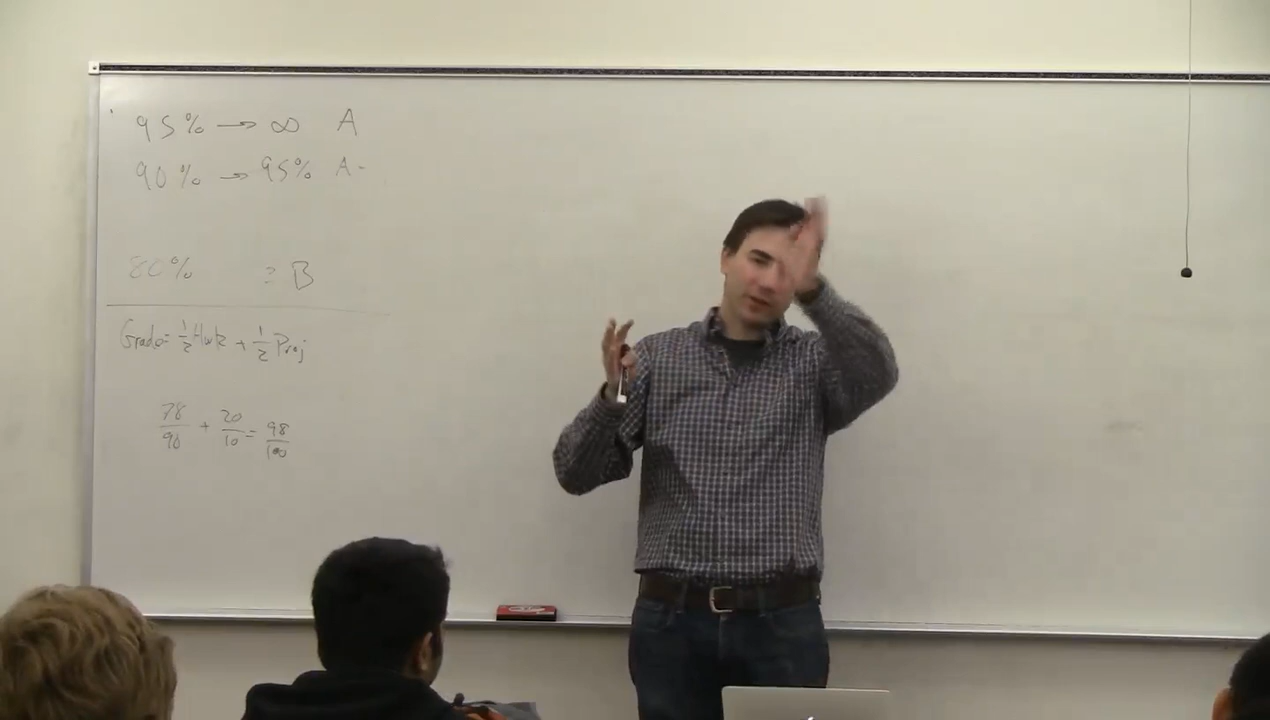 95% → ∞ A
90% → 95% A-
80% ≥ B
Grade = 1/2 Hwk + 1/2 Proj
78/90 + 20/10 = 98/100